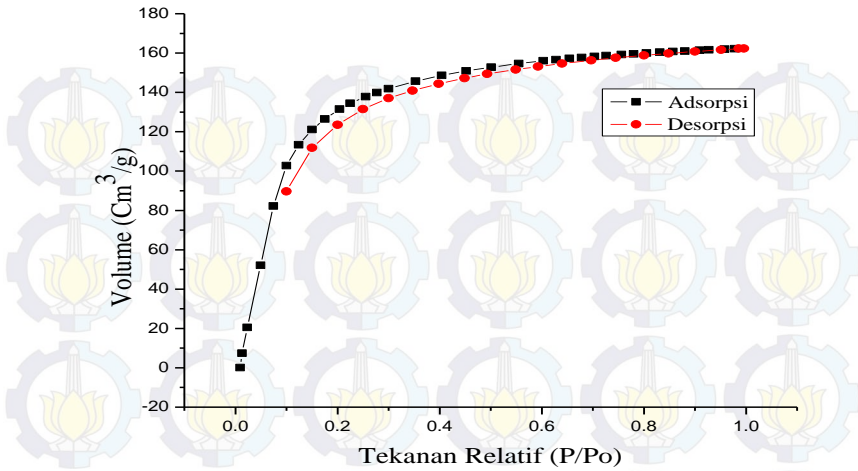 180
160
140
120
100
80
60
40
20
0
-20
Volume (Cm³/g)
Adsorpsi
Desorpsi
0.0 0.2 0.4 0.6 0.8 1.0
Tekanan Relatif (P/Po)